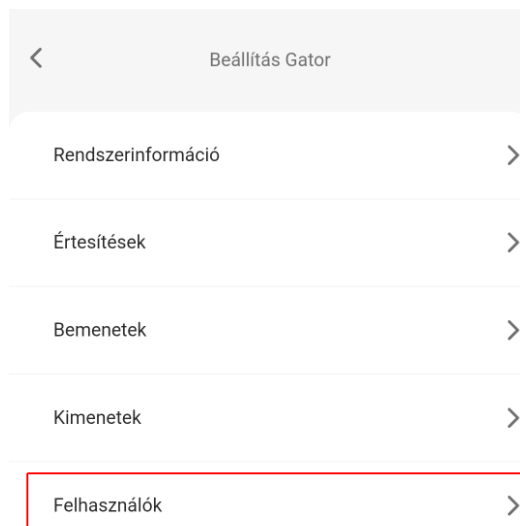 Beállítás Gator
Rendszerinformáció
Értesítések
Bemenetek
Kimenetek
Felhasználók